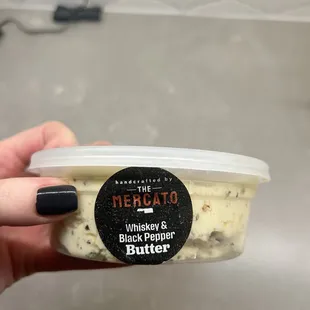 handcrafted by
THE
MERCATO
Whiskey &
Black Pepper
Butter